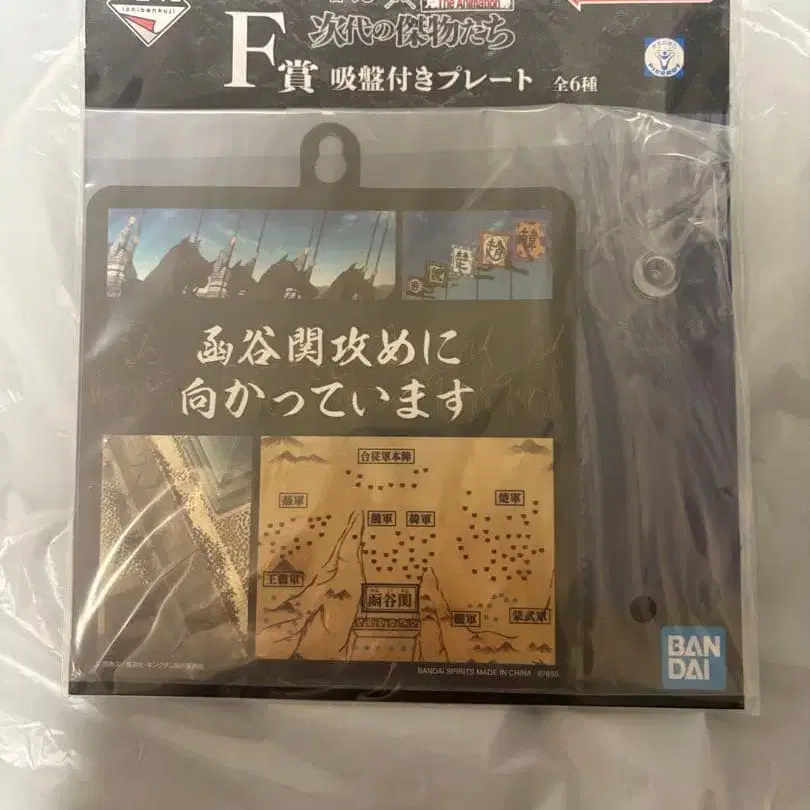 ichibankuji
The Animation
次代の傑物たち
F賞 吸盤付きプレート 全6種
函谷関攻めに
向かっています
合従軍本陣
燕軍
楚軍
魏軍
韓軍
王翦軍
函谷関
蒙武軍
BANDAI SPIRITS MADE IN CHINA
BAN
DAI